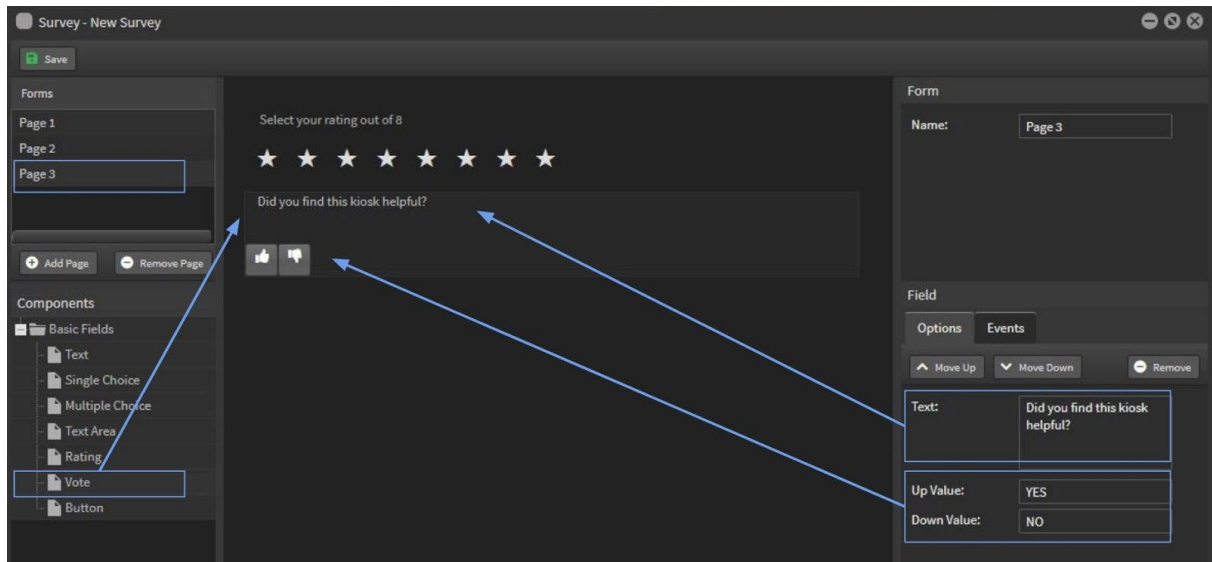 Survey - New Survey
Save
Forms
Page 1
Page 2
Page 3
Add Page
Remove Page
Components
Basic Fields
Text
Single Choice
Multiple Choice
Text Area
Rating
Vote
Button
Select your rating out of 8
Did you find this kiosk helpful?
Form
Name:
Page 3
Field
Options
Events
Move Up
Move Down
Remove
Text:
Did you find this kiosk
helpful?
Up Value:
YES
Down Value:
NO